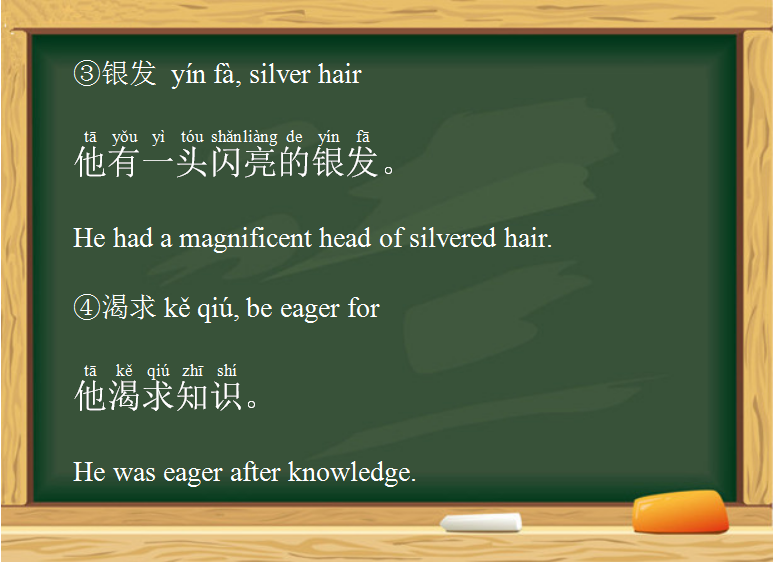 ③银发 yín fà, silver hair
tā yǒu yì tóu shǎnliàng de yín fā
他有一头闪亮的银发。
He had a magnificent head of silvered hair.
④渴求 kě qiú, be eager for
tā kě qiú zhī shí
他渴求知识。
He was eager after knowledge.